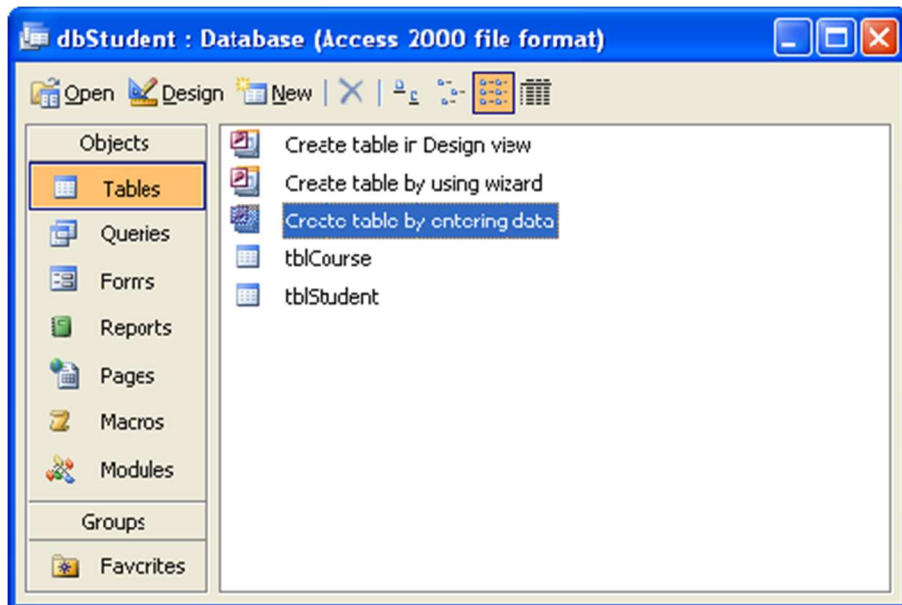 dbStudent : Database (Access 2000 file format)
Open Design New
Objects
Tables
Queries
Forms
Reports
Pages
Macros
Modules
Groups
Favorites
Create table in Design view
Create table by using wizard
Create table by entering data
tblCourse
tblStudent